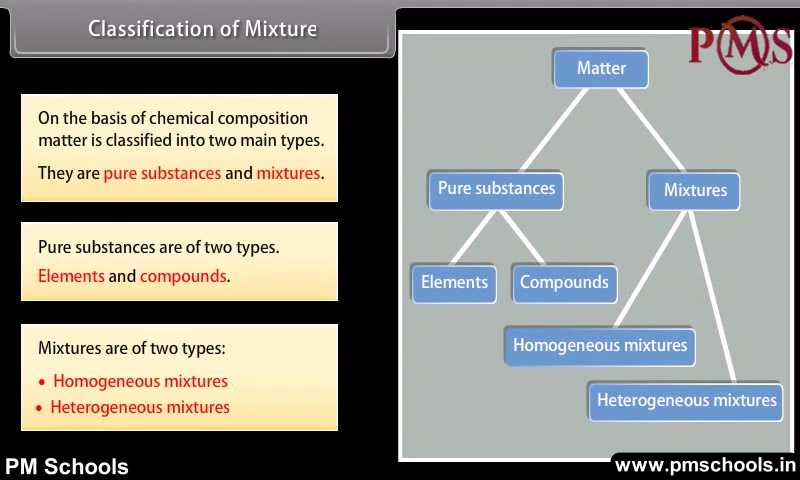 Classification of Mixture
PMS
On the basis of chemical composition
matter is classified into two main types.
They are pure substances and mixtures.
Pure substances are of two types.
Elements and compounds.
Mixtures are of two types:
• Homogeneous mixtures
• Heterogeneous mixtures
Matter
Pure substances
Mixtures
Elements
Compounds
Homogeneous mixtures
Heterogeneous mixtures
PM Schools
www.pmschools.in